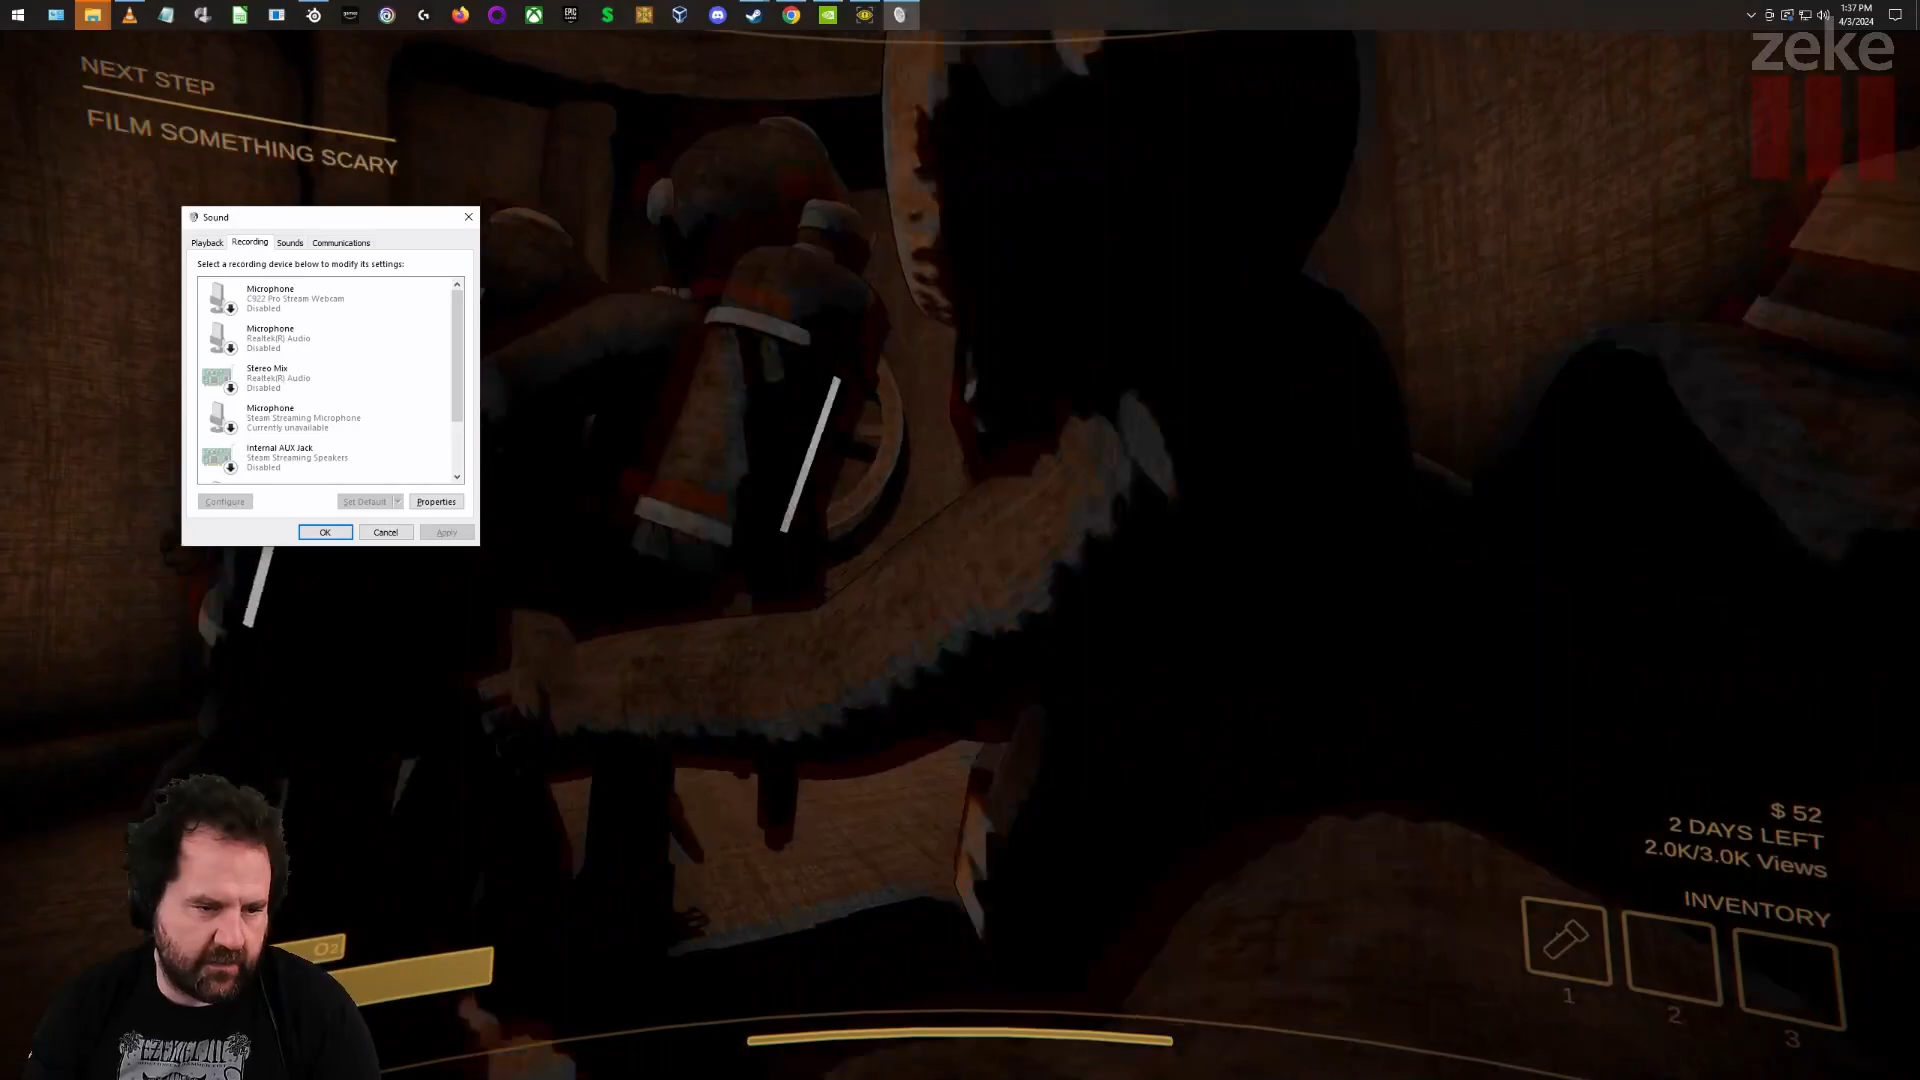 1:37 PM
4/3/2024
zeke
NEXT STEP
FILM SOMETHING SCARY
Sound
Playback Recording Sounds Communications
Select a recording device below to modify its settings:
Microphone
C922 Pro Stream Webcam
Disabled
Microphone
Realtek(R) Audio
Disabled
Stereo Mix
Realtek(R) Audio
Disabled
Microphone
Steam Streaming Microphone
Currently unavailable
Internal AUX Jack
Steam Streaming Speakers
Disabled
Configure Set Default Properties
OK Cancel Apply
$ 52
2 DAYS LEFT
2.0K/3.0K Views
INVENTORY
1 2 3
O2
EZEKIEL III